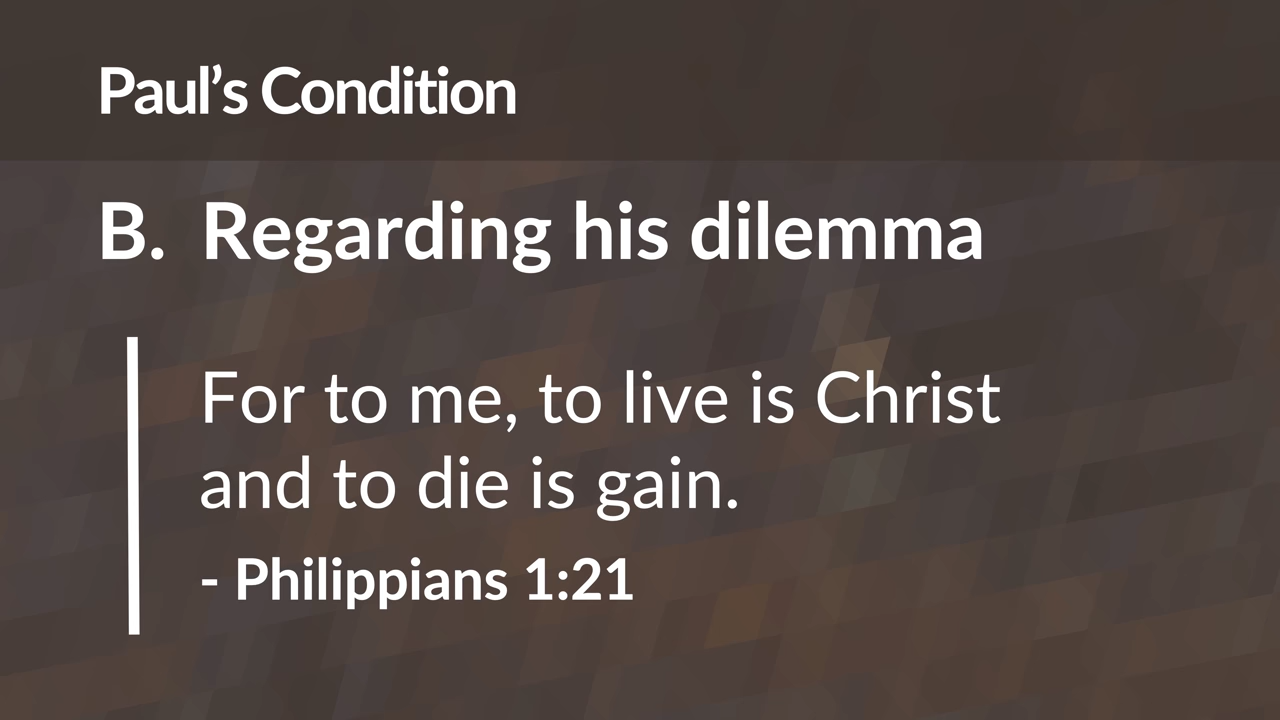 Paul’s Condition
B. Regarding his dilemma
For to me, to live is Christ
and to die is gain.
- Philippians 1:21